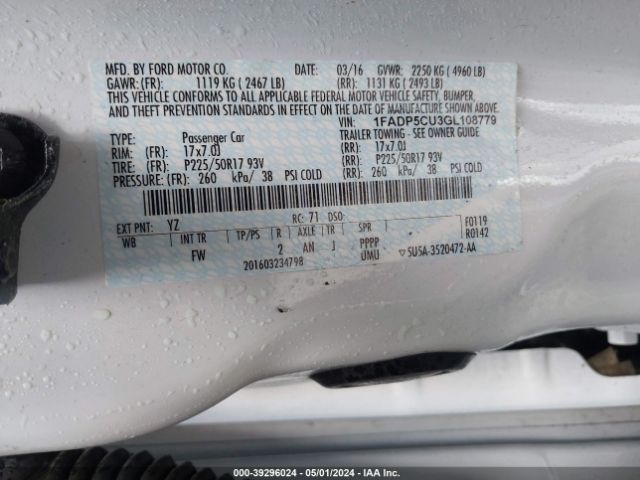 MFD. BY FORD MOTOR CO. DATE: 03/16 GVWR: 2250 KG ( 4960 LB)
GAWR: (FR): 1119 KG ( 2467 LB) (RR): 1131 KG ( 2493 LB)
THIS VEHICLE CONFORMS TO ALL APPLICABLE FEDERAL MOTOR VEHICLE SAFETY, BUMPER,
AND THEFT PREVENTION STANDARDS IN EFFECT ON THE DATE OF MANUFACTURE SHOWN ABOVE.
VIN: 1FADP5CU3GL108779
TYPE: Passenger Car TRAILER TOWING - SEE OWNER GUIDE
RIM: (FR): 17x7.0J (RR): 17x7.0J
TIRE: (FR): P225/50R17 93V (RR): P225/50R17 93V
PRESSURE: (FR): 260 kPa/ 38 PSI COLD (RR): 260 kPa/ 38 PSI COLD
EXT PNT: YZ RC: 71 DSO: F0119
WB INT TR TP/PS R AXLE TR SPR R0142
FW 2 AN J PPPP
UMU
201603234798 5U5A-3520472-AA
000-39296024 - 05/01/2024 - IAA Inc.